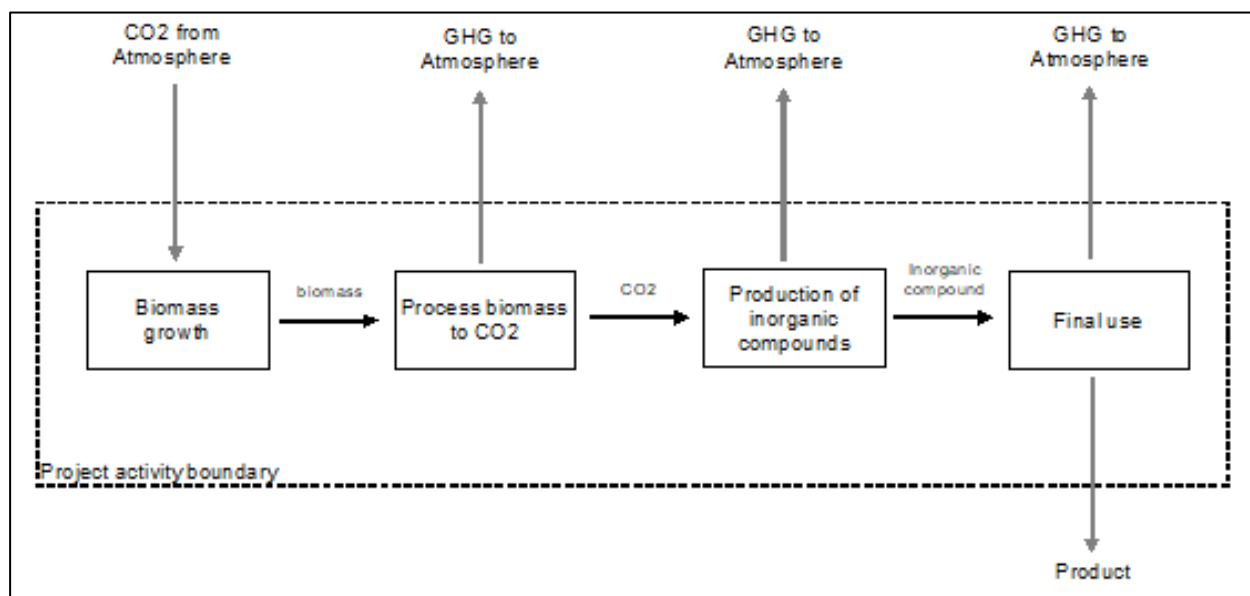 CO2 from
Atmosphere
GHG to
Atmosphere
GHG to
Atmosphere
GHG to
Atmosphere
Biomass
growth
biomass
Process biomass
to CO2
CO2
Production of
inorganic
compounds
Inorganic
compound
Final use
Project activity boundary
Product